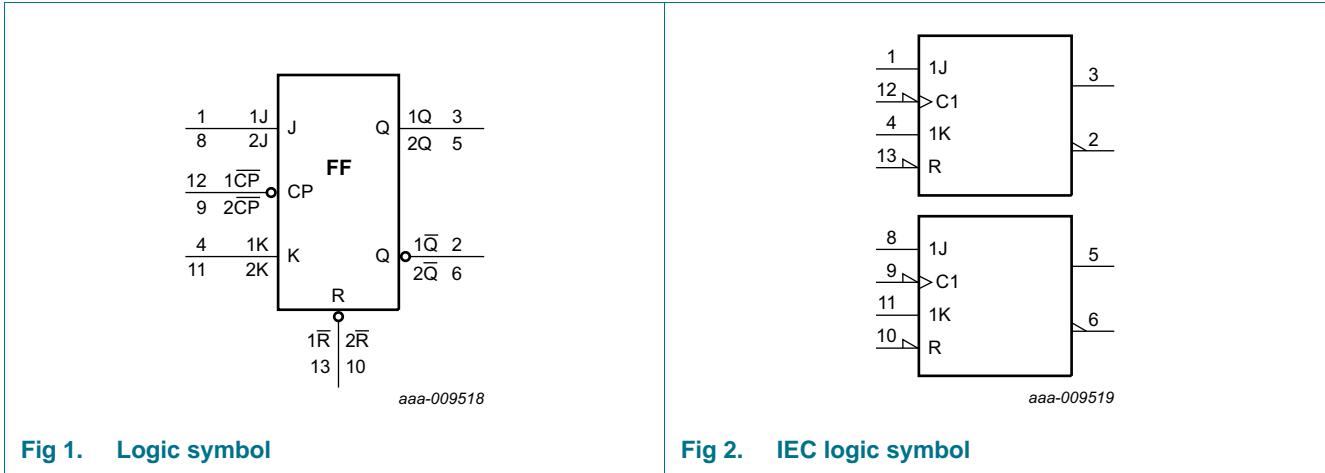 1 1J J Q 1Q 3
8 2J 2Q 5
FF
12 1C̅P̅ CP
9 2C̅P̅
4 1K K Q 1Q̅ 2
11 2K 2Q̅ 6
R
1R̅ 2R̅
13 10
aaa-009518
Fig 1. Logic symbol
1 1J 3
12 C1
4 1K 2
13 R
8 1J 5
9 C1
11 1K 6
10 R
aaa-009519
Fig 2. IEC logic symbol